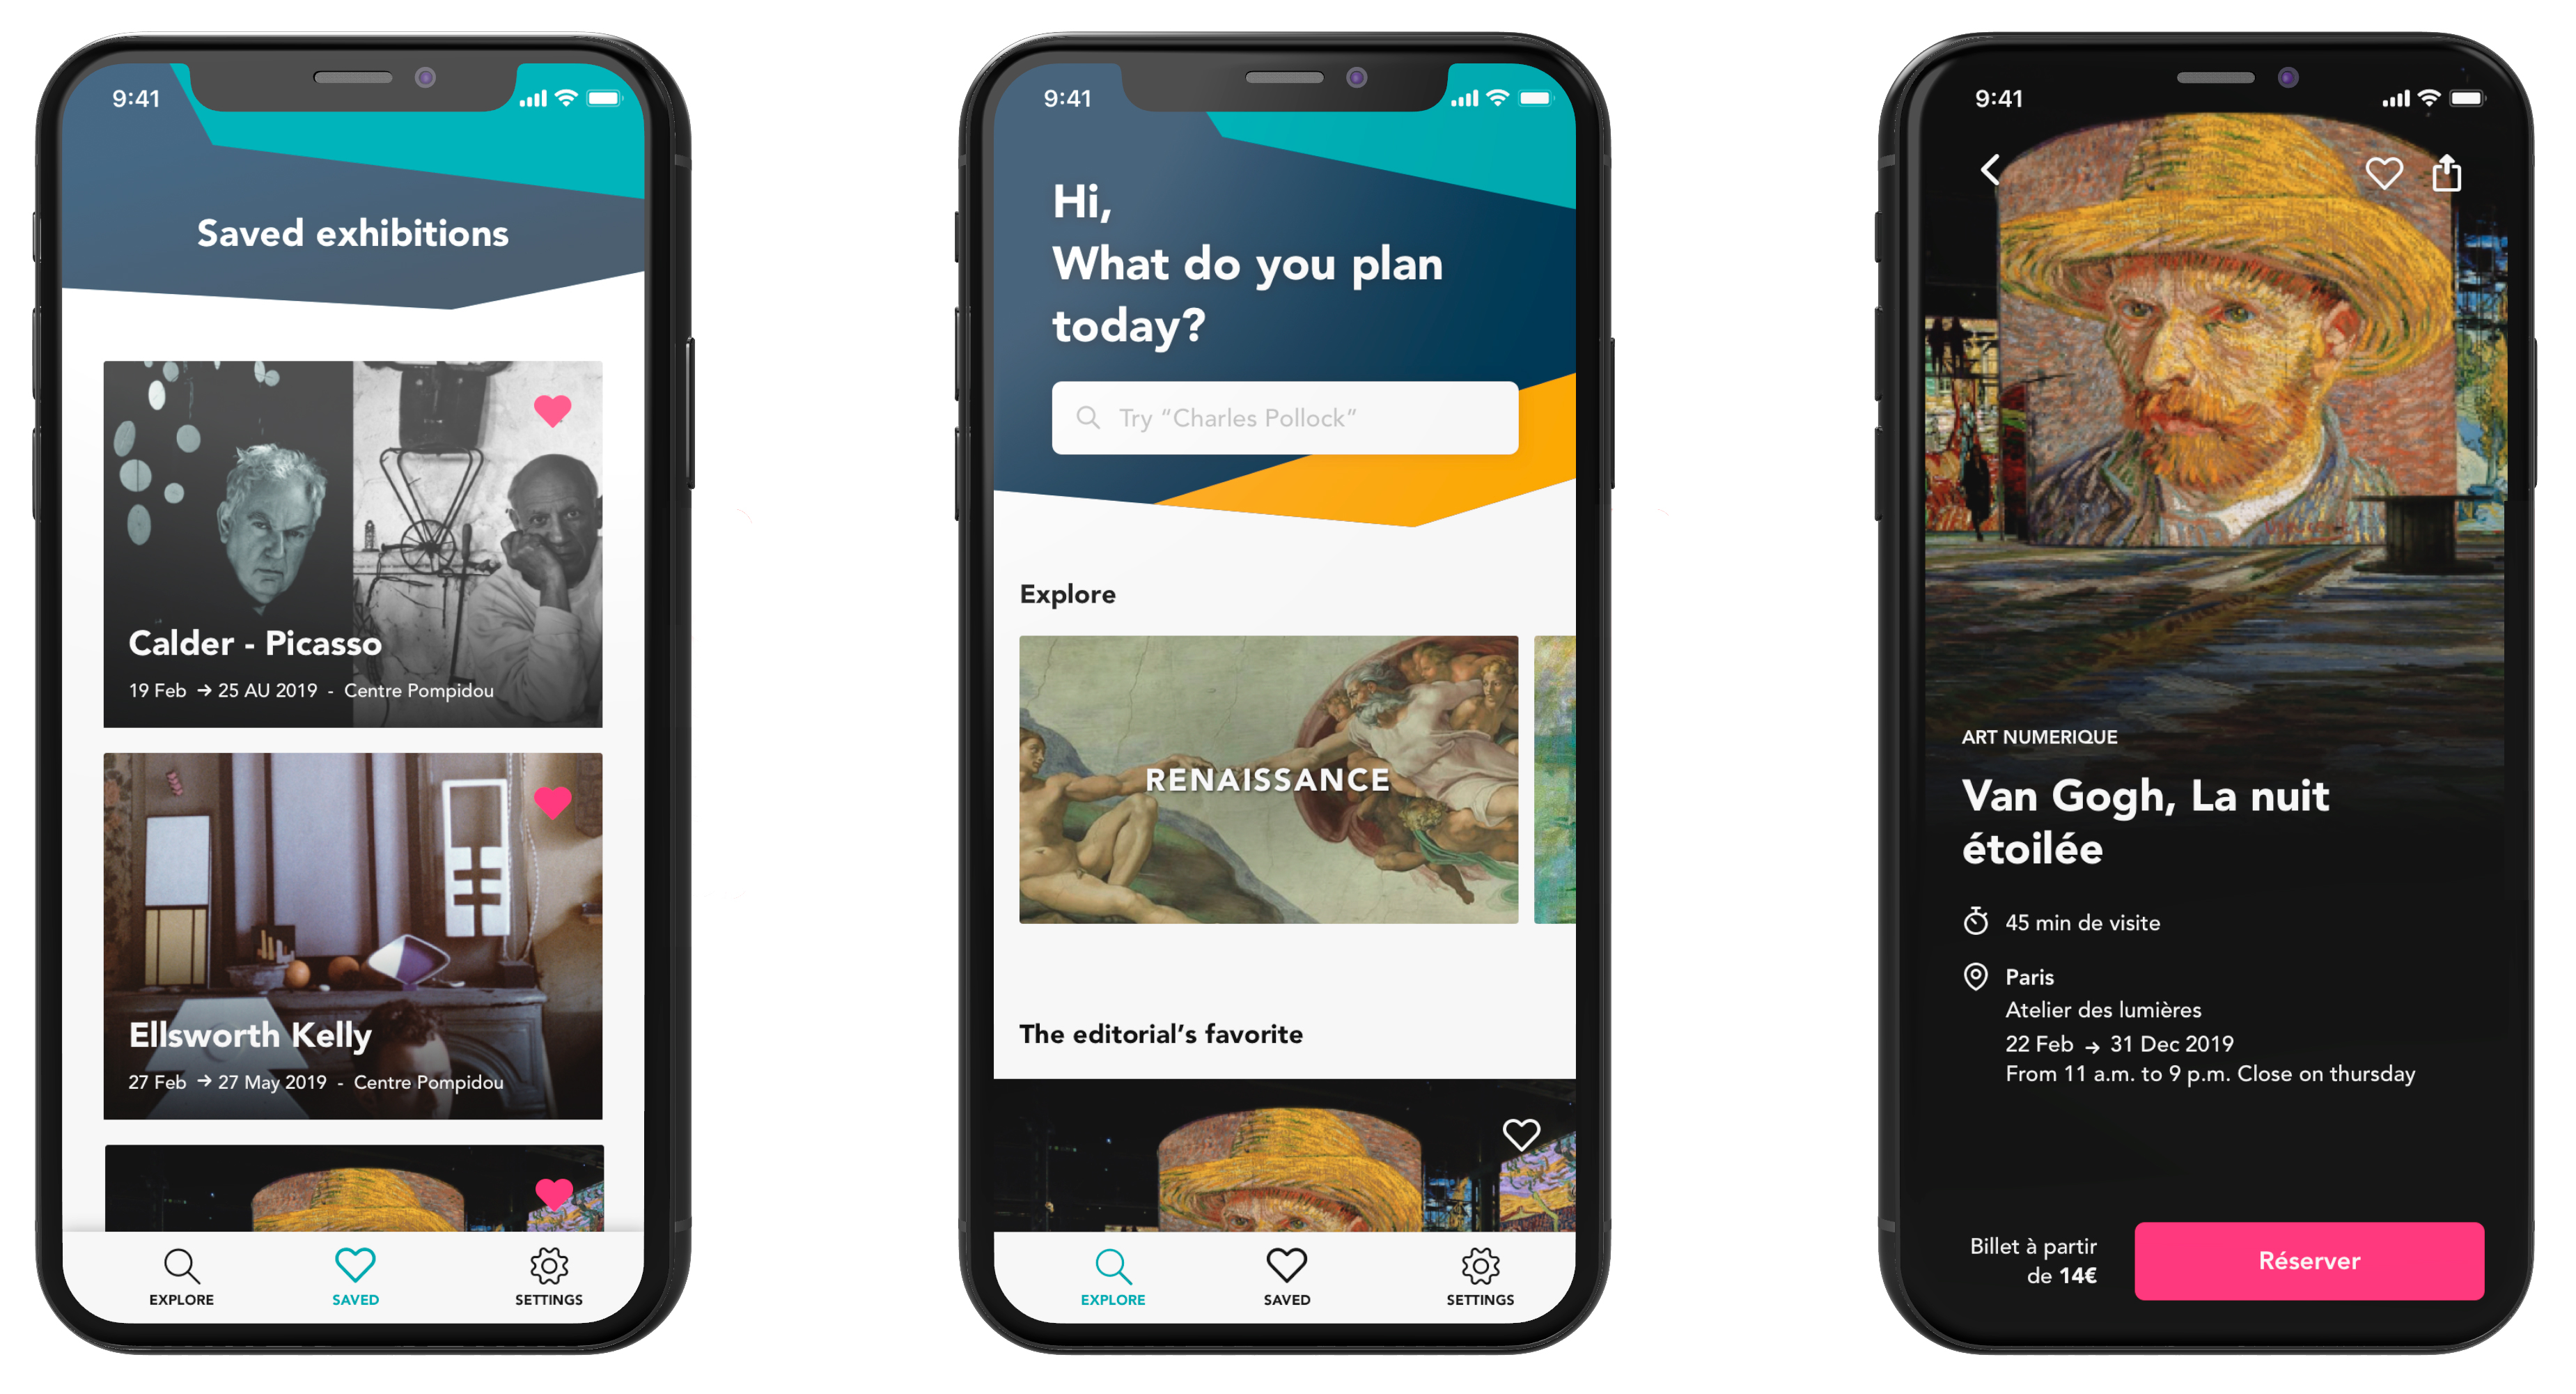 9:41
Saved exhibitions
Calder - Picasso
19 Feb → 25 AU 2019 - Centre Pompidou
Ellsworth Kelly
27 Feb → 27 May 2019 - Centre Pompidou
EXPLORE
SAVED
SETTINGS
9:41
Hi,
What do you plan
today?
Try “Charles Pollock”
Explore
RENAISSANCE
The editorial’s favorite
EXPLORE
SAVED
SETTINGS
9:41
ART NUMERIQUE
Van Gogh, La nuit
étoilée
45 min de visite
Paris
Atelier des lumières
22 Feb → 31 Dec 2019
From 11 a.m. to 9 p.m. Close on thursday
Billet à partir
de 14€
Réserver